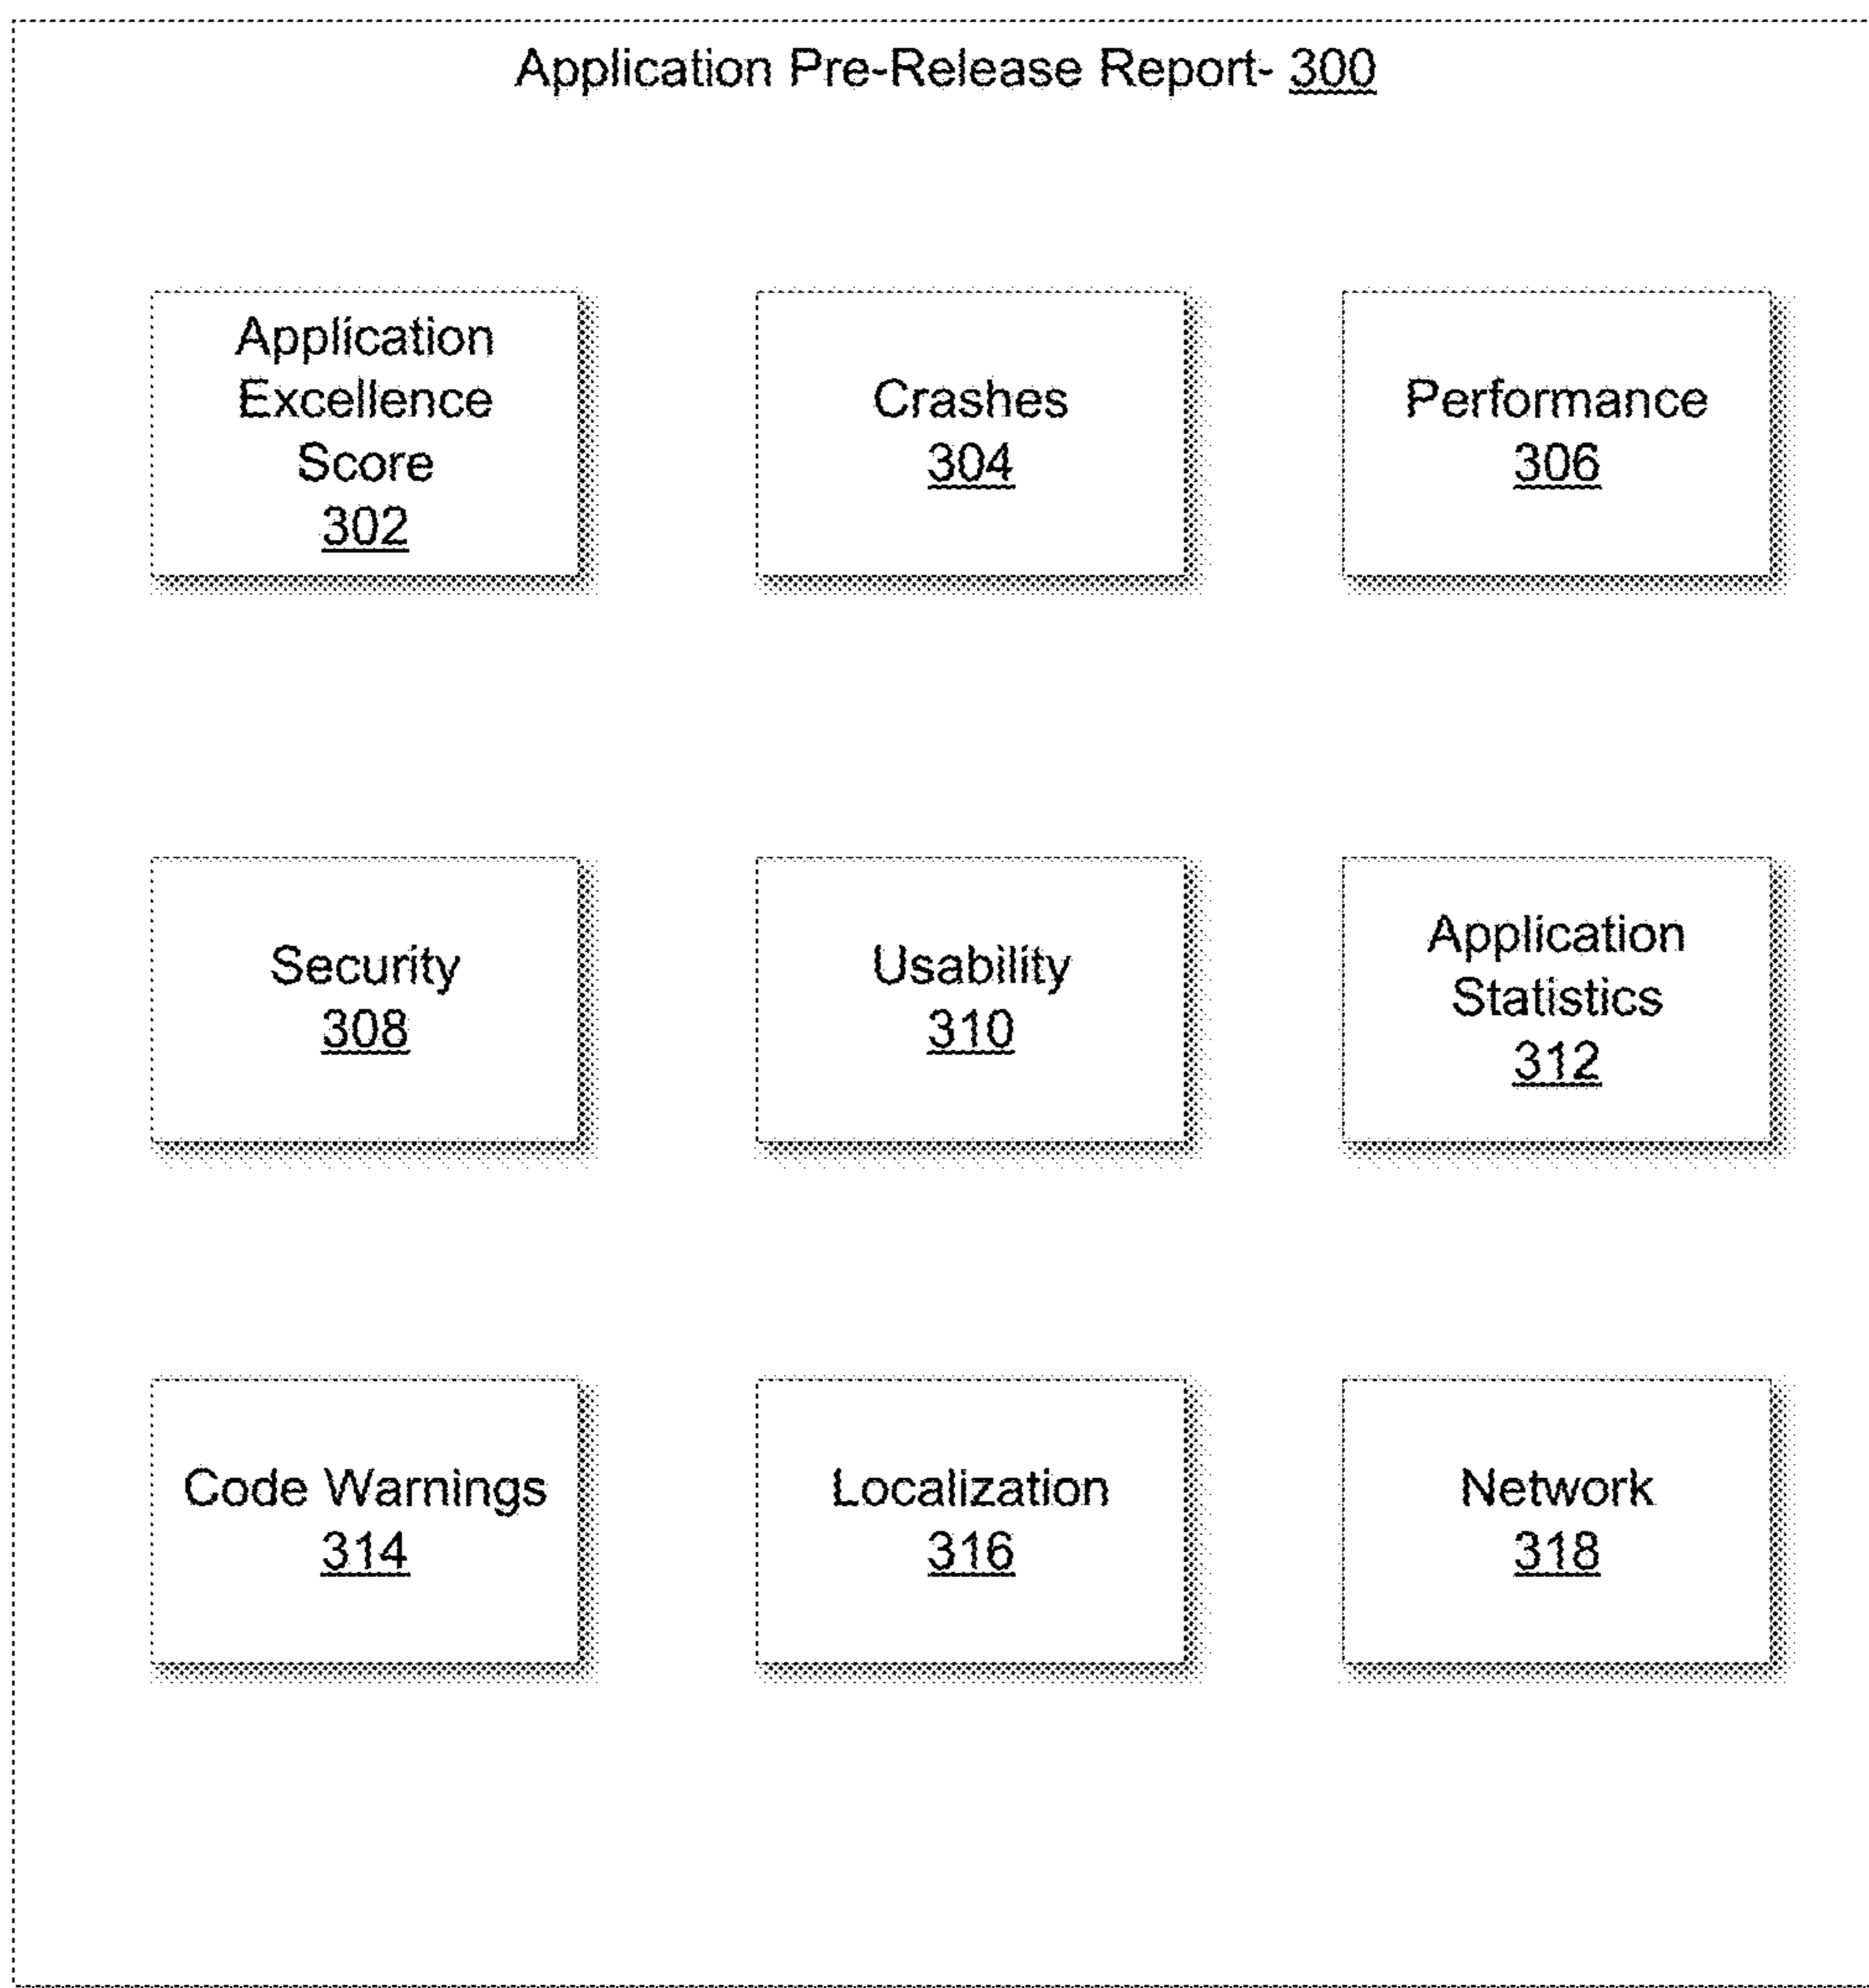 Application Pre-Release Report- 300
Application
Excellence
Score
302
Crashes
304
Performance
306
Security
308
Usability
310
Application
Statistics
312
Code Warnings
314
Localization
316
Network
318